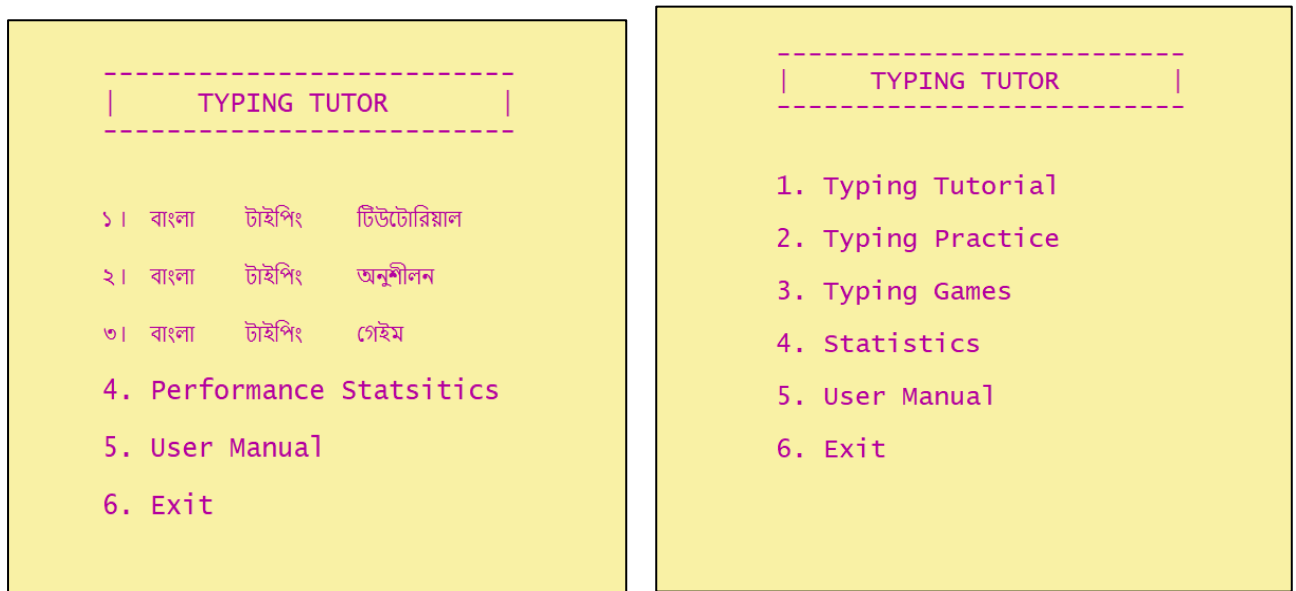 ---------------------------
| TYPING TUTOR |
---------------------------
১। বাংলা টাইপিং টিউটোরিয়াল
২। বাংলা টাইপিং অনুশীলন
৩। বাংলা টাইপিং গেইম
4. Performance Statsitics
5. User Manual
6. Exit
---------------------------
| TYPING TUTOR |
---------------------------
1. Typing Tutorial
2. Typing Practice
3. Typing Games
4. Statistics
5. User Manual
6. Exit